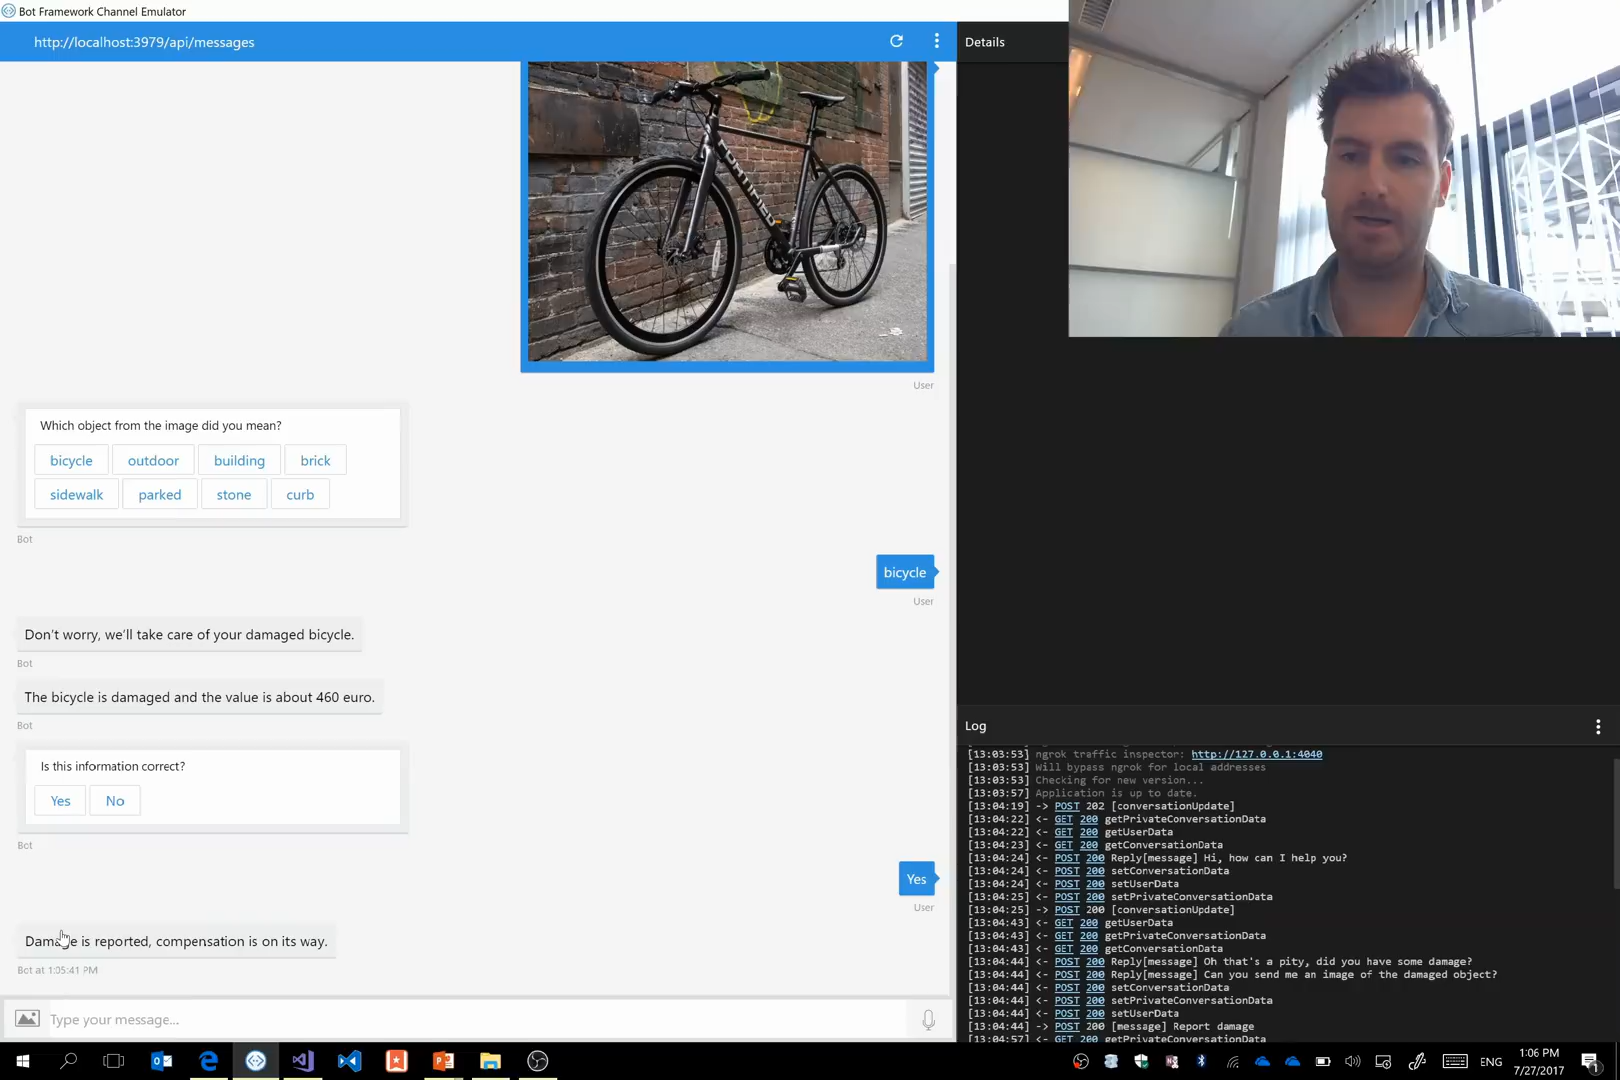 Bot Framework Channel Emulator
http://localhost:3979/api/messages
Details
FORTIFIED
User
Which object from the image did you mean?
bicycle outdoor building brick
sidewalk parked stone curb
Bot
bicycle
User
Don't worry, we'll take care of your damaged bicycle.
Bot
The bicycle is damaged and the value is about 460 euro.
Bot
Is this information correct?
Yes No
Bot
Yes
User
Damage is reported, compensation is on its way.
Bot at 1:05:41 PM
Type your message...
Log
[13:03:53] ngrok traffic inspector: http://127.0.0.1:4040
[13:03:53] Will bypass ngrok for local addresses
[13:03:53] Checking for new version...
[13:03:57] Application is up to date.
[13:04:19] -> POST 202 [conversationUpdate]
[13:04:22] <- GET 200 getPrivateConversationData
[13:04:22] <- GET 200 getUserData
[13:04:23] <- GET 200 getConversationData
[13:04:24] <- POST 200 Reply[message] Hi, how can I help you?
[13:04:24] <- POST 200 setConversationData
[13:04:24] <- POST 200 setUserData
[13:04:25] <- POST 200 setPrivateConversationData
[13:04:25] -> POST 200 [conversationUpdate]
[13:04:43] <- GET 200 getUserData
[13:04:43] <- GET 200 getPrivateConversationData
[13:04:43] <- GET 200 getConversationData
[13:04:44] <- POST 200 Reply[message] Oh that's a pity, did you have some damage?
[13:04:44] <- POST 200 Reply[message] Can you send me an image of the damaged object?
[13:04:44] <- POST 200 setConversationData
[13:04:44] <- POST 200 setPrivateConversationData
[13:04:44] <- POST 200 setUserData
[13:04:44] -> POST 200 [message] Report damage
[13:04:57] <- GET 200 getPrivateConversationData
ENG
1:06 PM
7/27/2017